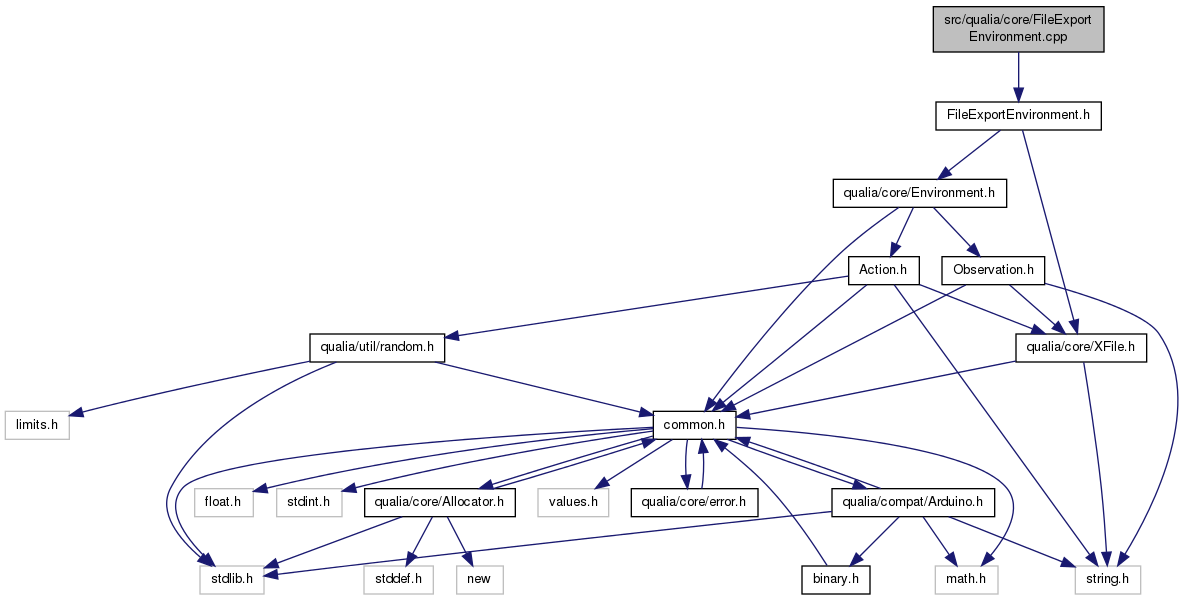 src/qualia/core/FileExport
Environment.cpp
FileExportEnvironment.h
qualia/core/Environment.h
Action.h
Observation.h
qualia/util/random.h
qualia/core/XFile.h
limits.h
common.h
float.h
stdint.h
qualia/core/Allocator.h
values.h
qualia/core/error.h
qualia/compat/Arduino.h
stdlib.h
stddef.h
new
binary.h
math.h
string.h